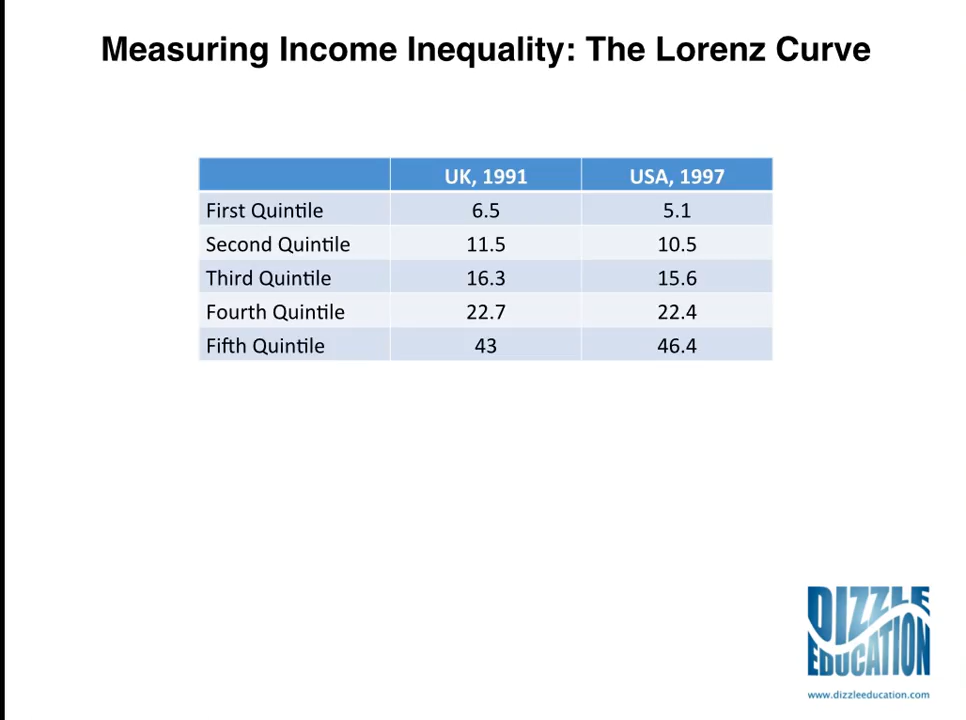 Measuring Income Inequality: The Lorenz Curve
UK, 1991 USA, 1997
First Quintile 6.5 5.1
Second Quintile 11.5 10.5
Third Quintile 16.3 15.6
Fourth Quintile 22.7 22.4
Fifth Quintile 43 46.4
DIZZLE
EDUCATION
www.dizzleeducation.com